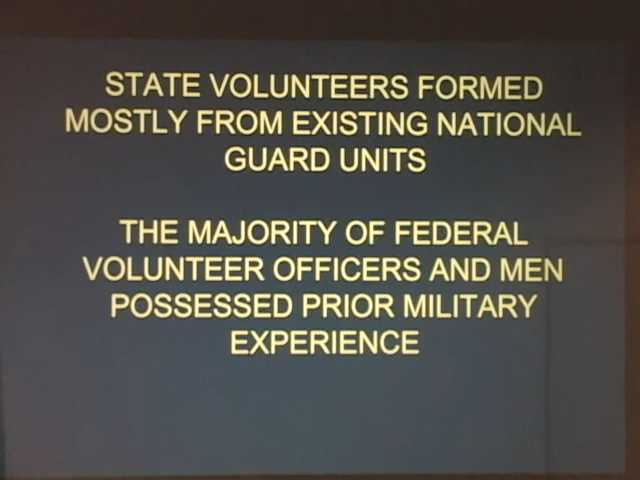 STATE VOLUNTEERS FORMED
MOSTLY FROM EXISTING NATIONAL
GUARD UNITS
THE MAJORITY OF FEDERAL
VOLUNTEER OFFICERS AND MEN
POSSESSED PRIOR MILITARY
EXPERIENCE